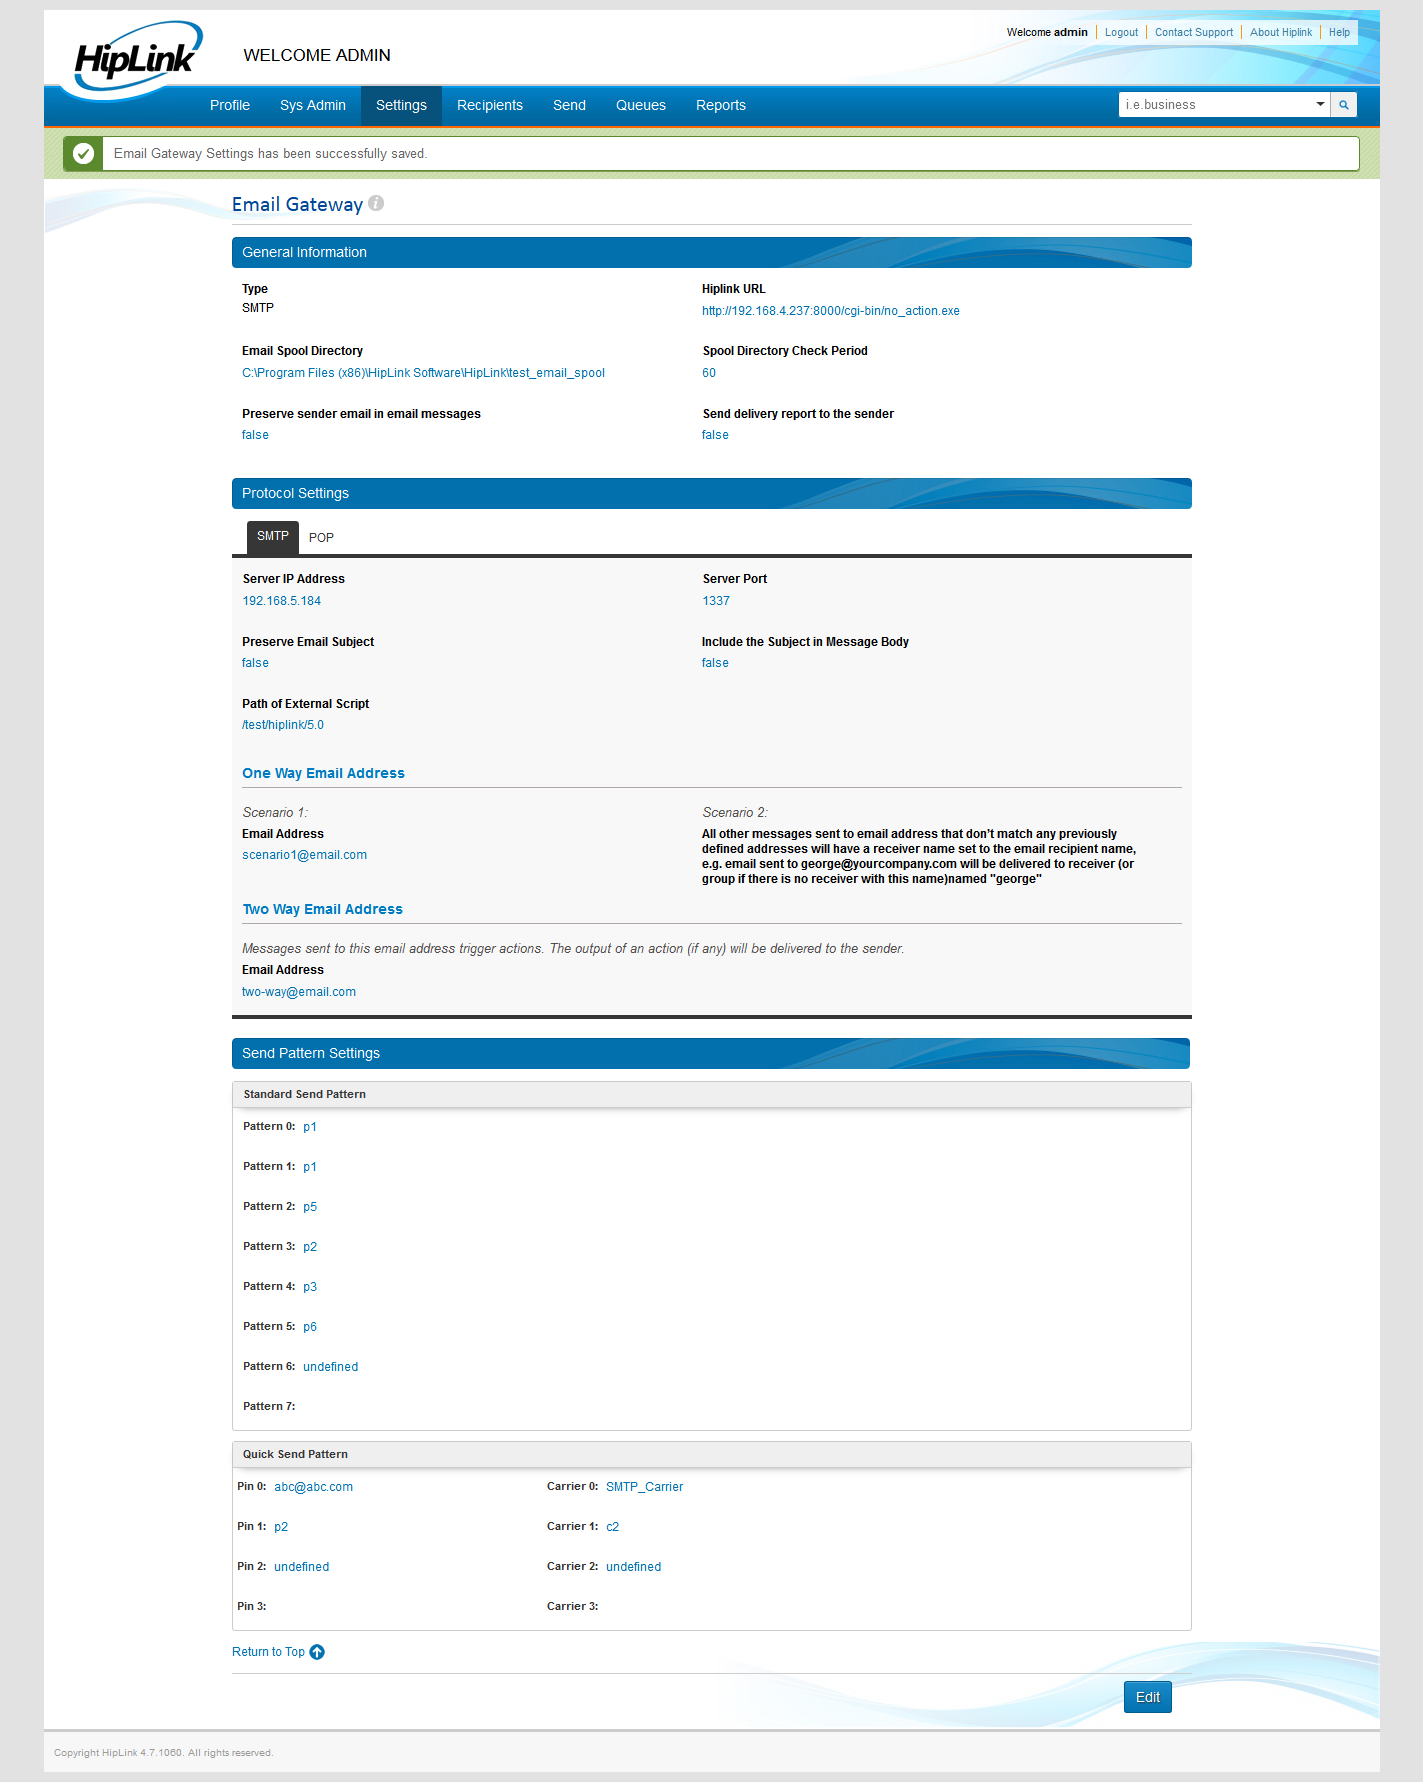 HipLink
WELCOME ADMIN
Welcome admin Logout Contact Support About Hiplink Help
Profile Sys Admin Settings Recipients Send Queues Reports
i.e.business
Email Gateway Settings has been successfully saved.
Email Gateway i
General Information
Type Hiplink URL
SMTP http://192.168.4.237:8000/cgi-bin/no_action.exe
Email Spool Directory Spool Directory Check Period
C:\Program Files (x86)\HipLink Software\HipLink\test_email_spool 60
Preserve sender email in email messages Send delivery report to the sender
false false
Protocol Settings
SMTP POP
Server IP Address Server Port
192.168.5.184 1337
Preserve Email Subject Include the Subject in Message Body
false false
Path of External Script
/test/hiplink/5.0
One Way Email Address
Scenario 1:
Email Address
scenario1@email.com
Scenario 2:
All other messages sent to email address that don't match any previously
defined addresses will have a receiver name set to the email recipient name,
e.g. email sent to george@yourcompany.com will be delivered to receiver (or
group if there is no receiver with this name)named "george"
Two Way Email Address
Messages sent to this email address trigger actions. The output of an action (if any) will be delivered to the sender.
Email Address
two-way@email.com
Send Pattern Settings
Standard Send Pattern
Pattern 0: p1
Pattern 1: p1
Pattern 2: p5
Pattern 3: p2
Pattern 4: p3
Pattern 5: p6
Pattern 6: undefined
Pattern 7:
Quick Send Pattern
Pin 0: abc@abc.com Carrier 0: SMTP_Carrier
Pin 1: p2 Carrier 1: c2
Pin 2: undefined Carrier 2: undefined
Pin 3: Carrier 3:
Return to Top
Edit
Copyright HipLink 4.7.1060. All rights reserved.